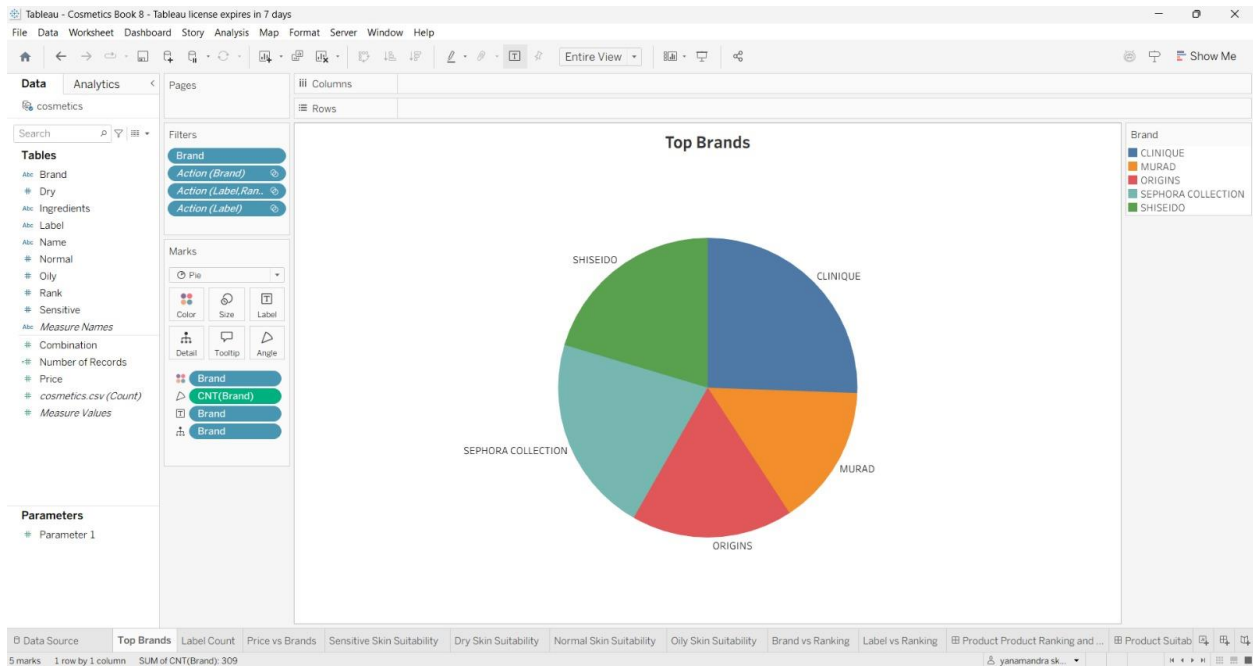 Tableau - Cosmetics Book 8 - Tableau license expires in 7 days
File Data Worksheet Dashboard Story Analysis Map Format Server Window Help
Entire View
Show Me
Data Analytics
cosmetics
Search
Tables
Abc Brand
# Dry
Abc Ingredients
Abc Label
Abc Name
# Normal
# Oily
# Rank
# Sensitive
Abc Measure Names
# Combination
=# Number of Records
# Price
# cosmetics.csv (Count)
# Measure Values
Parameters
# Parameter 1
Pages
Filters
Brand
Action (Brand)
Action (Label,Ran..
Action (Label)
Marks
Pie
Color Size Label
Detail Tooltip Angle
Brand
CNT(Brand)
Brand
Brand
iii Columns
Rows
Top Brands
SHISEIDO
CLINIQUE
SEPHORA COLLECTION
MURAD
ORIGINS
Brand
CLINIQUE
MURAD
ORIGINS
SEPHORA COLLECTION
SHISEIDO
Data Source Top Brands Label Count Price vs Brands Sensitive Skin Suitability Dry Skin Suitability Normal Skin Suitability Oily Skin Suitability Brand vs Ranking Label vs Ranking Product Product Ranking and ... Product Suitab
5 marks 1 row by 1 column SUM of CNT(Brand): 309
yanamandra sk...